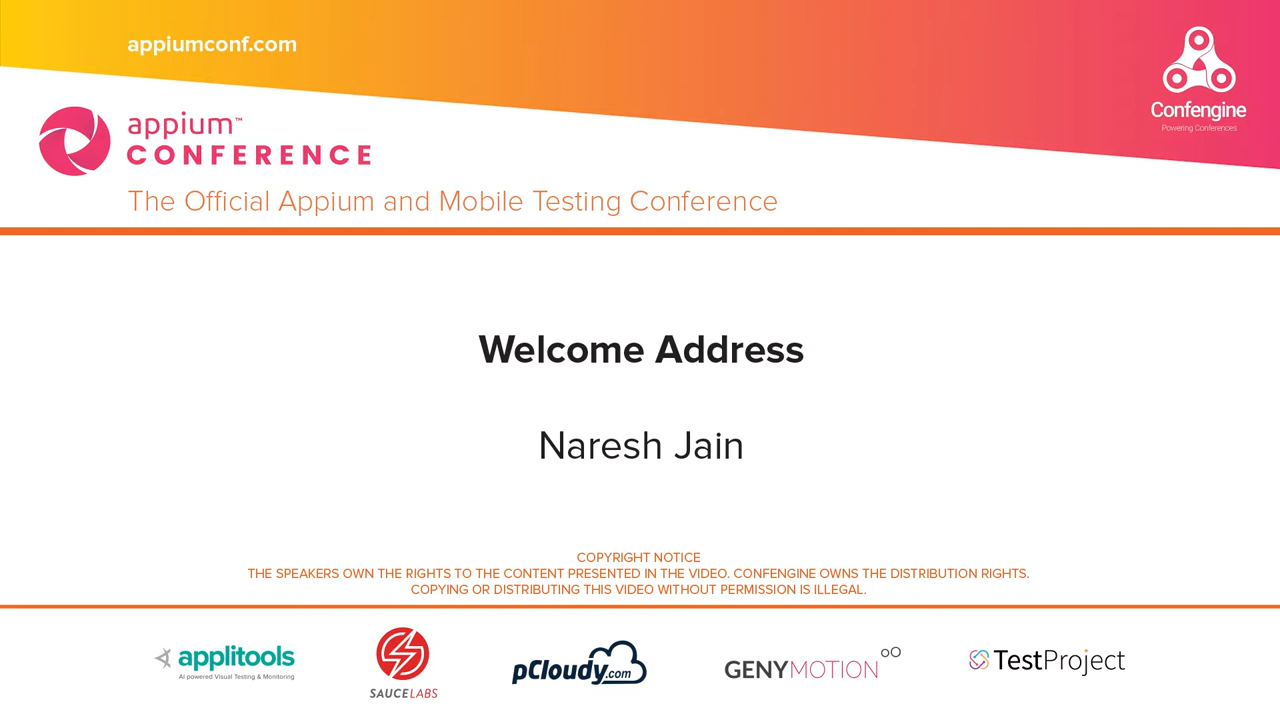 appiumconf.com
Confengine
Powering Conferences
appium™
CONFERENCE
The Official Appium and Mobile Testing Conference
Welcome Address
Naresh Jain
COPYRIGHT NOTICE
THE SPEAKERS OWN THE RIGHTS TO THE CONTENT PRESENTED IN THE VIDEO. CONFENGINE OWNS THE DISTRIBUTION RIGHTS.
COPYING OR DISTRIBUTING THIS VIDEO WITHOUT PERMISSION IS ILLEGAL.
applitools
AI powered Visual Testing & Monitoring
SAUCELABS
pCloudy.com
GENYMOTION
TestProject